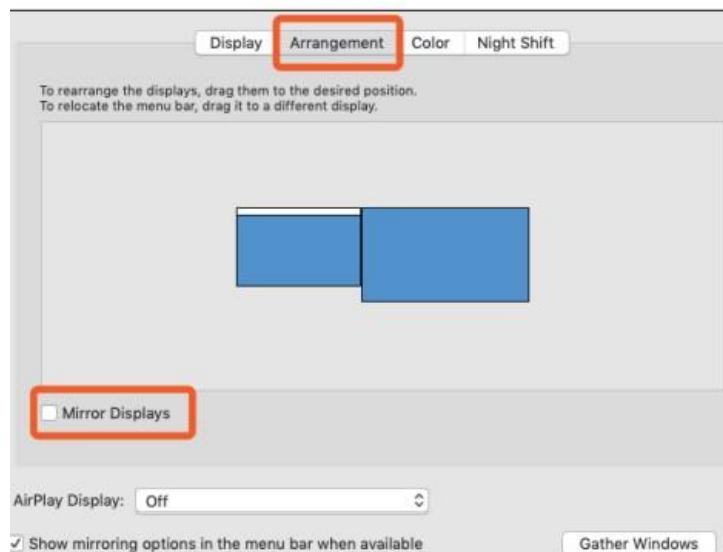 Display Arrangement Color Night Shift
To rearrange the displays, drag them to the desired position.
To relocate the menu bar, drag it to a different display.
Mirror Displays
AirPlay Display: Off
Show mirroring options in the menu bar when available Gather Windows